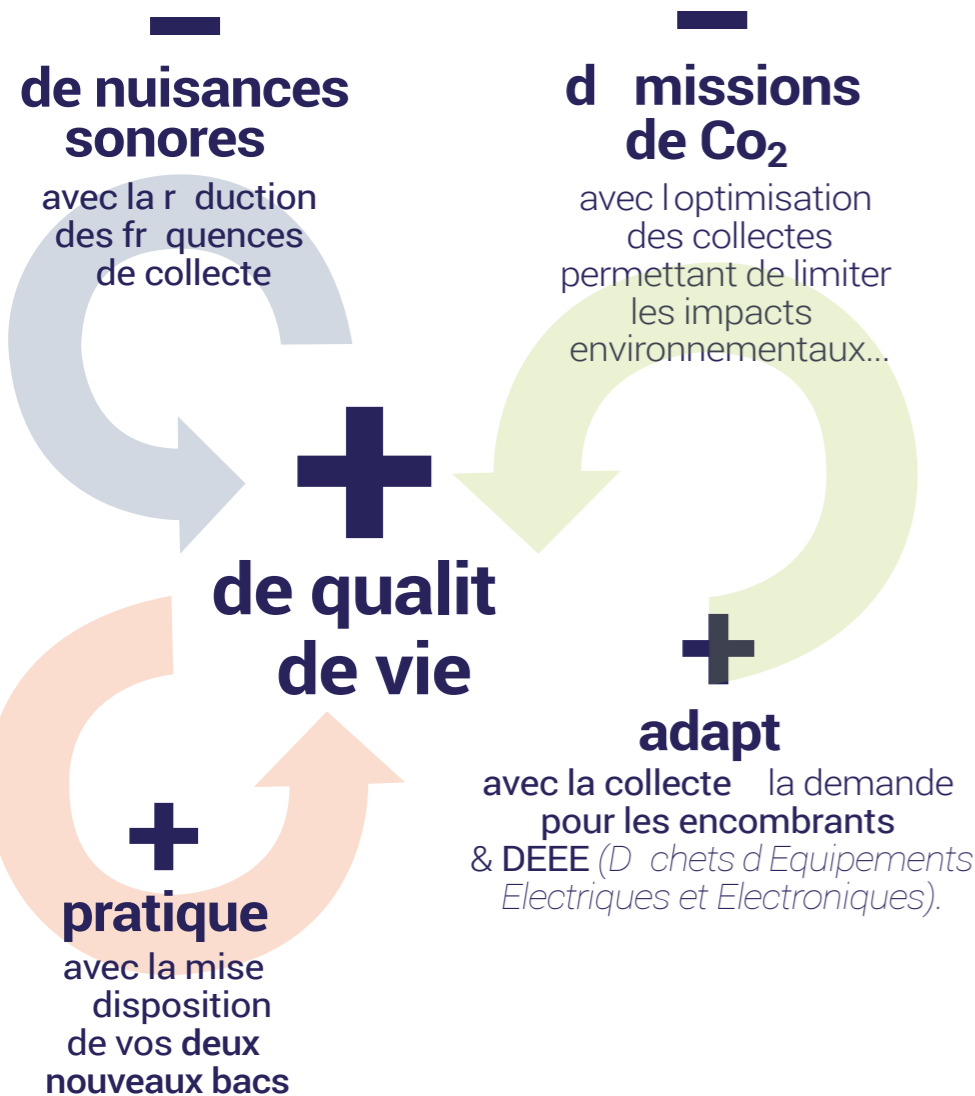 de nuisances
sonores
avec la r duction
des fr quences
de collecte
d missions
de Co₂
avec l optimisation
des collectes
permettant de limiter
les impacts
environnementaux...
+
de qualit
de vie
+
adapt
avec la collecte la demande
pour les encombrants
& DEEE (D chets d Equipements
Electriques et Electroniques).
+
pratique
avec la mise
disposition
de vos deux
nouveaux bacs